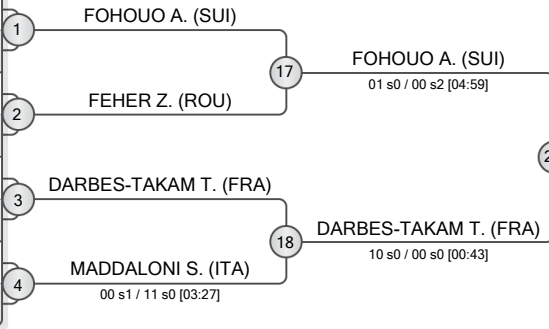 1
FOHOUO A. (SUI)
17
FOHOUO A. (SUI)
01 s0 / 00 s2 [04:59]
2
FEHER Z. (ROU)
2
3
DARBES-TAKAM T. (FRA)
18
DARBES-TAKAM T. (FRA)
10 s0 / 00 s0 [00:43]
4
MADDALONI S. (ITA)
00 s1 / 11 s0 [03:27]